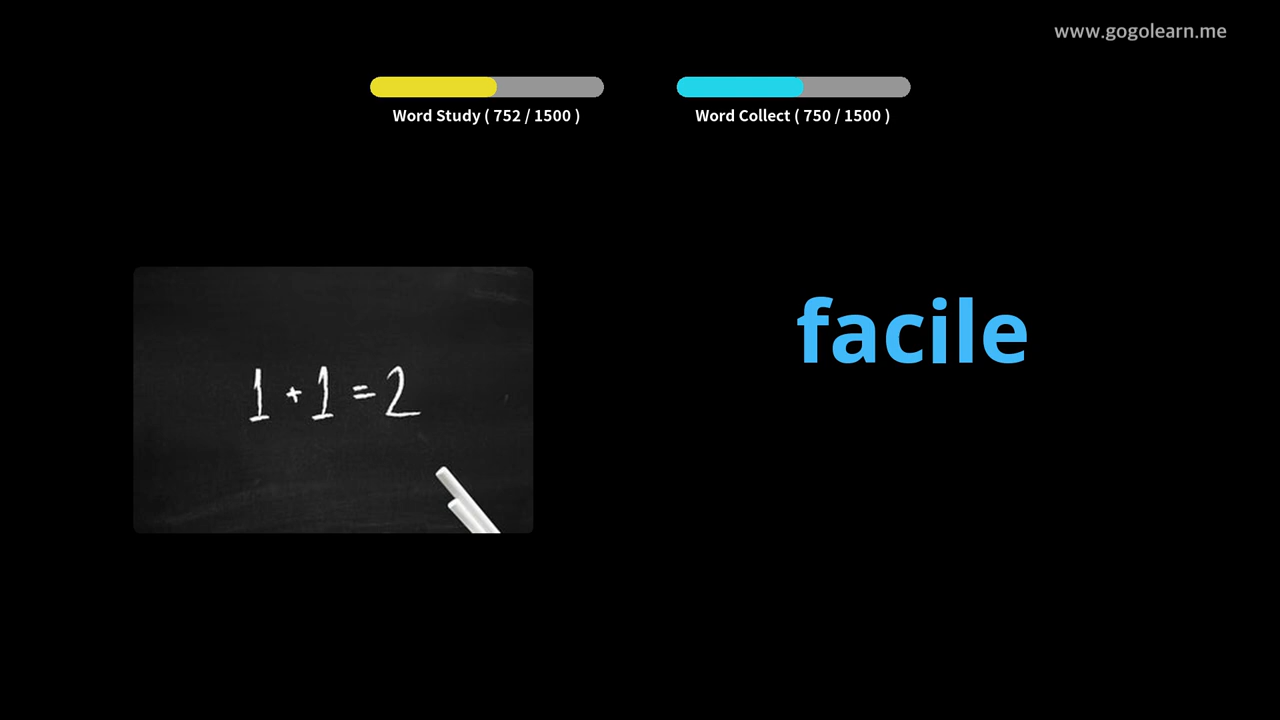 www.gogolearn.me
Word Study ( 752 / 1500 )
Word Collect ( 750 / 1500 )
1 + 1 = 2
facile